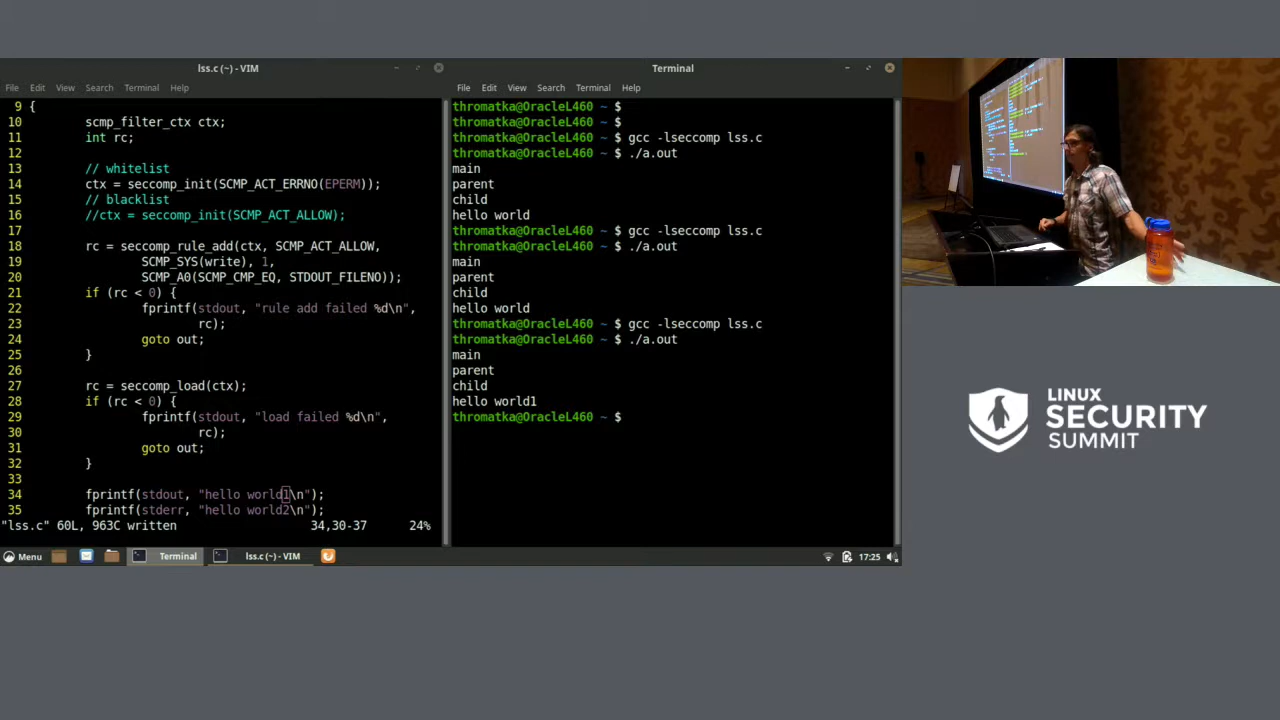 lss.c (~) - VIM
File Edit View Search Terminal Help
9 {
10 scmp_filter_ctx ctx;
11 int rc;
12
13 // whitelist
14 ctx = seccomp_init(SCMP_ACT_ERRNO(EPERM));
15 // blacklist
16 //ctx = seccomp_init(SCMP_ACT_ALLOW);
17
18 rc = seccomp_rule_add(ctx, SCMP_ACT_ALLOW,
19 SCMP_SYS(write), 1,
20 SCMP_A0(SCMP_CMP_EQ, STDOUT_FILENO));
21 if (rc < 0) {
22 fprintf(stdout, "rule add failed %d\n",
23 rc);
24 goto out;
25 }
26
27 rc = seccomp_load(ctx);
28 if (rc < 0) {
29 fprintf(stdout, "load failed %d\n",
30 rc);
31 goto out;
32 }
33
34 fprintf(stdout, "hello world1\n");
35 fprintf(stderr, "hello world2\n");
"lss.c" 60L, 963C written 34,30-37 24%
Terminal
File Edit View Search Terminal Help
thromatka@OracleL460 ~ $
thromatka@OracleL460 ~ $
thromatka@OracleL460 ~ $ gcc -lseccomp lss.c
thromatka@OracleL460 ~ $ ./a.out
main
parent
child
hello world
thromatka@OracleL460 ~ $ gcc -lseccomp lss.c
thromatka@OracleL460 ~ $ ./a.out
main
parent
child
hello world
thromatka@OracleL460 ~ $ gcc -lseccomp lss.c
thromatka@OracleL460 ~ $ ./a.out
main
parent
child
hello world1
thromatka@OracleL460 ~ $
Menu Terminal lss.c (~) - VIM 17:25
LINUX
SECURITY
SUMMIT